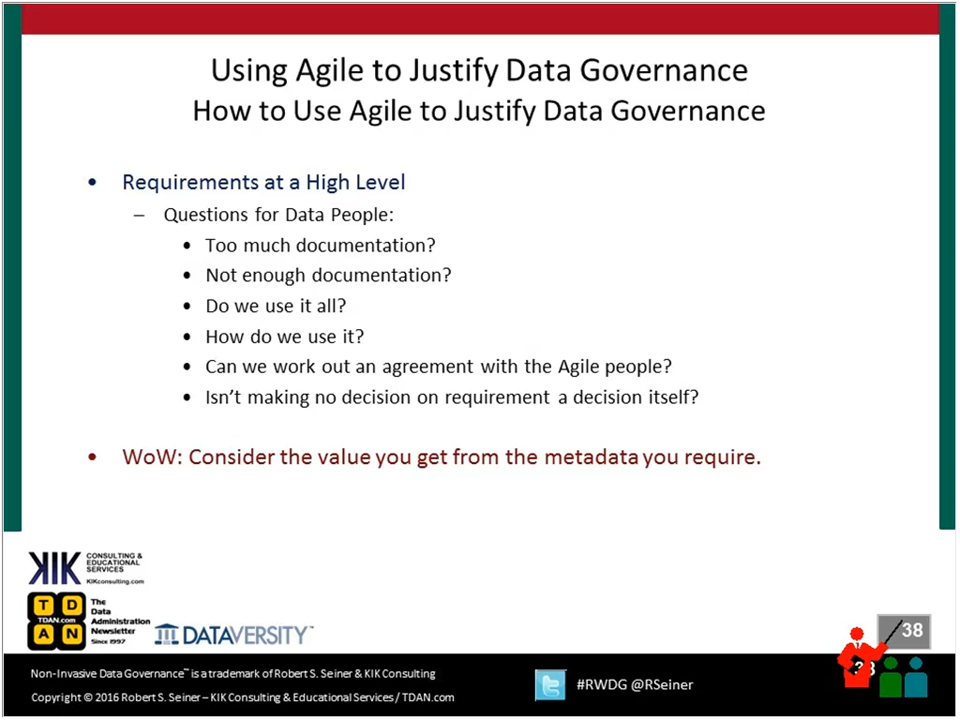 Using Agile to Justify Data Governance
How to Use Agile to Justify Data Governance
• Requirements at a High Level
– Questions for Data People:
• Too much documentation?
• Not enough documentation?
• Do we use it all?
• How do we use it?
• Can we work out an agreement with the Agile people?
• Isn't making no decision on requirement a decision itself?
• WoW: Consider the value you get from the metadata you require.
KIK
CONSULTING &
EDUCATIONAL
SERVICES
KIKconsulting.com
T D
TDAN.com
A N
The
Data
Administration
Newsletter
Since 1997
DATAVERSITY™
38
38
Non-Invasive Data Governance™ is a trademark of Robert S. Seiner & KIK Consulting
Copyright © 2016 Robert S. Seiner – KIK Consulting & Educational Services / TDAN.com
#RWDG @RSeiner